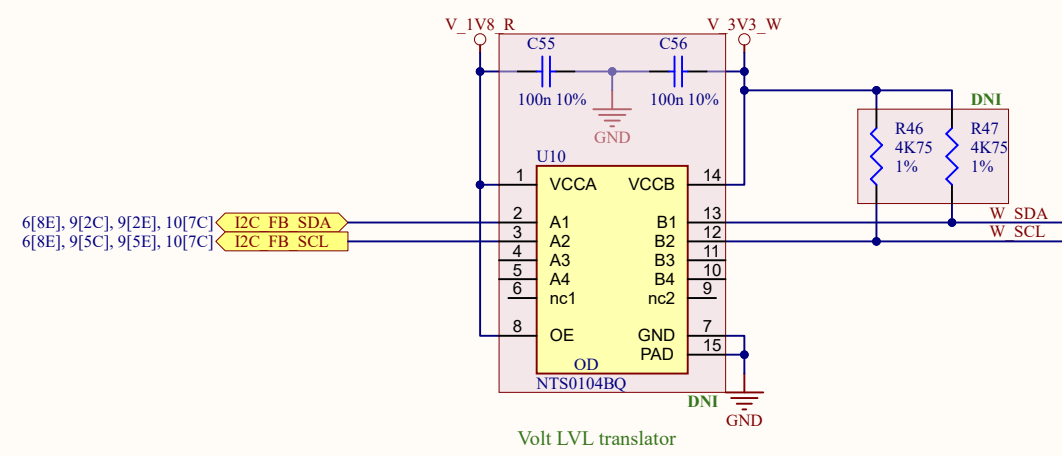 V_1V8_R
V_3V3_W
C55
C56
100n 10%
100n 10%
GND
DNI
R46
4K75
1%
R47
4K75
1%
U10
1
VCCA
VCCB
14
6[8E], 9[2C], 9[2E], 10[7C]
I2C_FB_SDA
2
A1
B1
13
W_SDA
6[8E], 9[5C], 9[5E], 10[7C]
I2C_FB_SCL
3
A2
B2
12
W_SCL
4
A3
B3
11
5
A4
B4
10
6
nc1
nc2
9
8
OE
GND
7
PAD
15
OD
NTS0104BQ
DNI
GND
Volt LVL translator